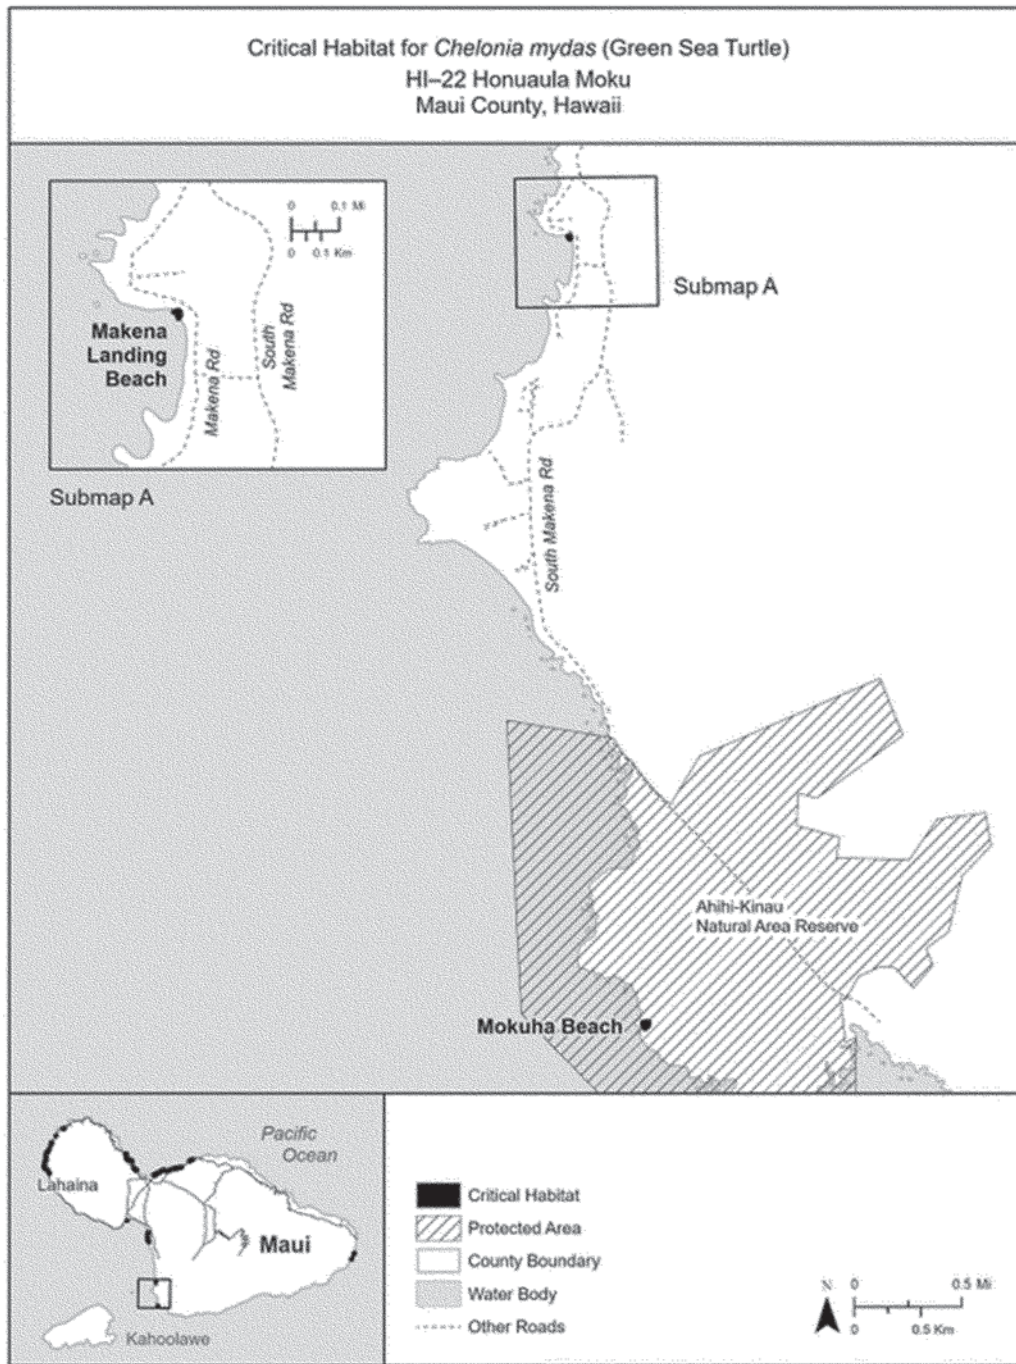 Critical Habitat for Chelonia mydas (Green Sea Turtle)
HI–22 Honuaula Moku
Maui County, Hawaii
0 0.1 Mi
0 0.1 Km
Makena
Landing
Beach
Makena Rd
South
Makena Rd
Submap A
Submap A
South Makena Rd
Ahihi-Kinau
Natural Area Reserve
Mokuha Beach
Pacific
Ocean
Lahaina
Maui
Kahoolawe
Critical Habitat
Protected Area
County Boundary
Water Body
Other Roads
N
0 0.5 Mi
0 0.5 Km